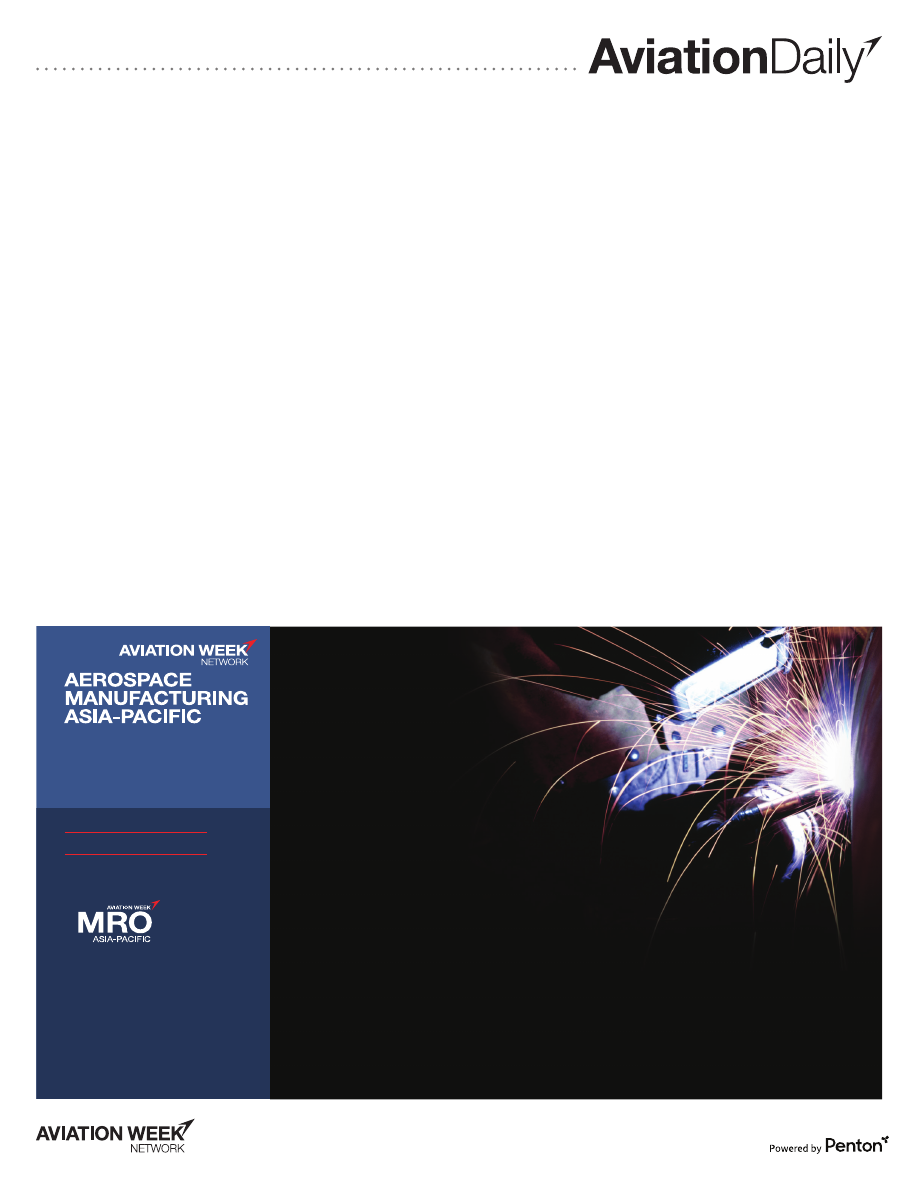 AviationDaily
AVIATION WEEK
NETWORK
AEROSPACE
MANUFACTURING
ASIA-PACIFIC
AVIATION WEEK
MRO
ASIA-PACIFIC
AVIATION WEEK
NETWORK
Powered by Penton